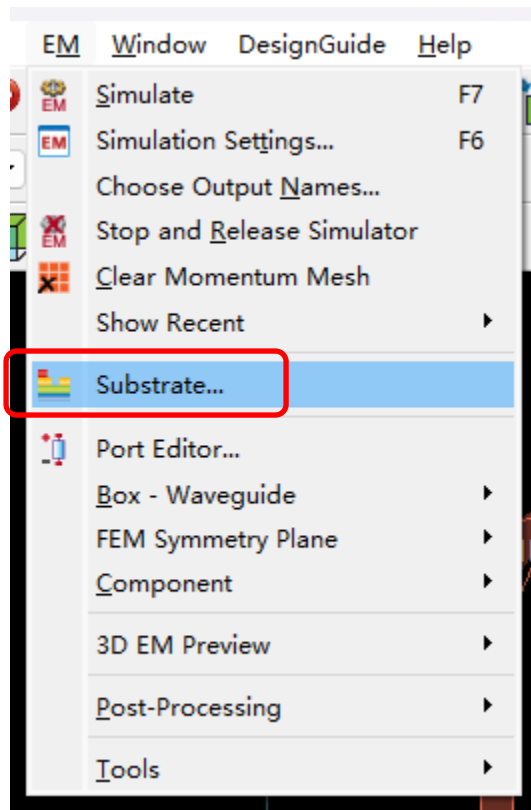 EM Window DesignGuide Help
EM Simulate F7
EM Simulation Settings... F6
Choose Output Names...
EM Stop and Release Simulator
Clear Momentum Mesh
Show Recent
Substrate...
Port Editor...
Box - Waveguide
FEM Symmetry Plane
Component
3D EM Preview
Post-Processing
Tools